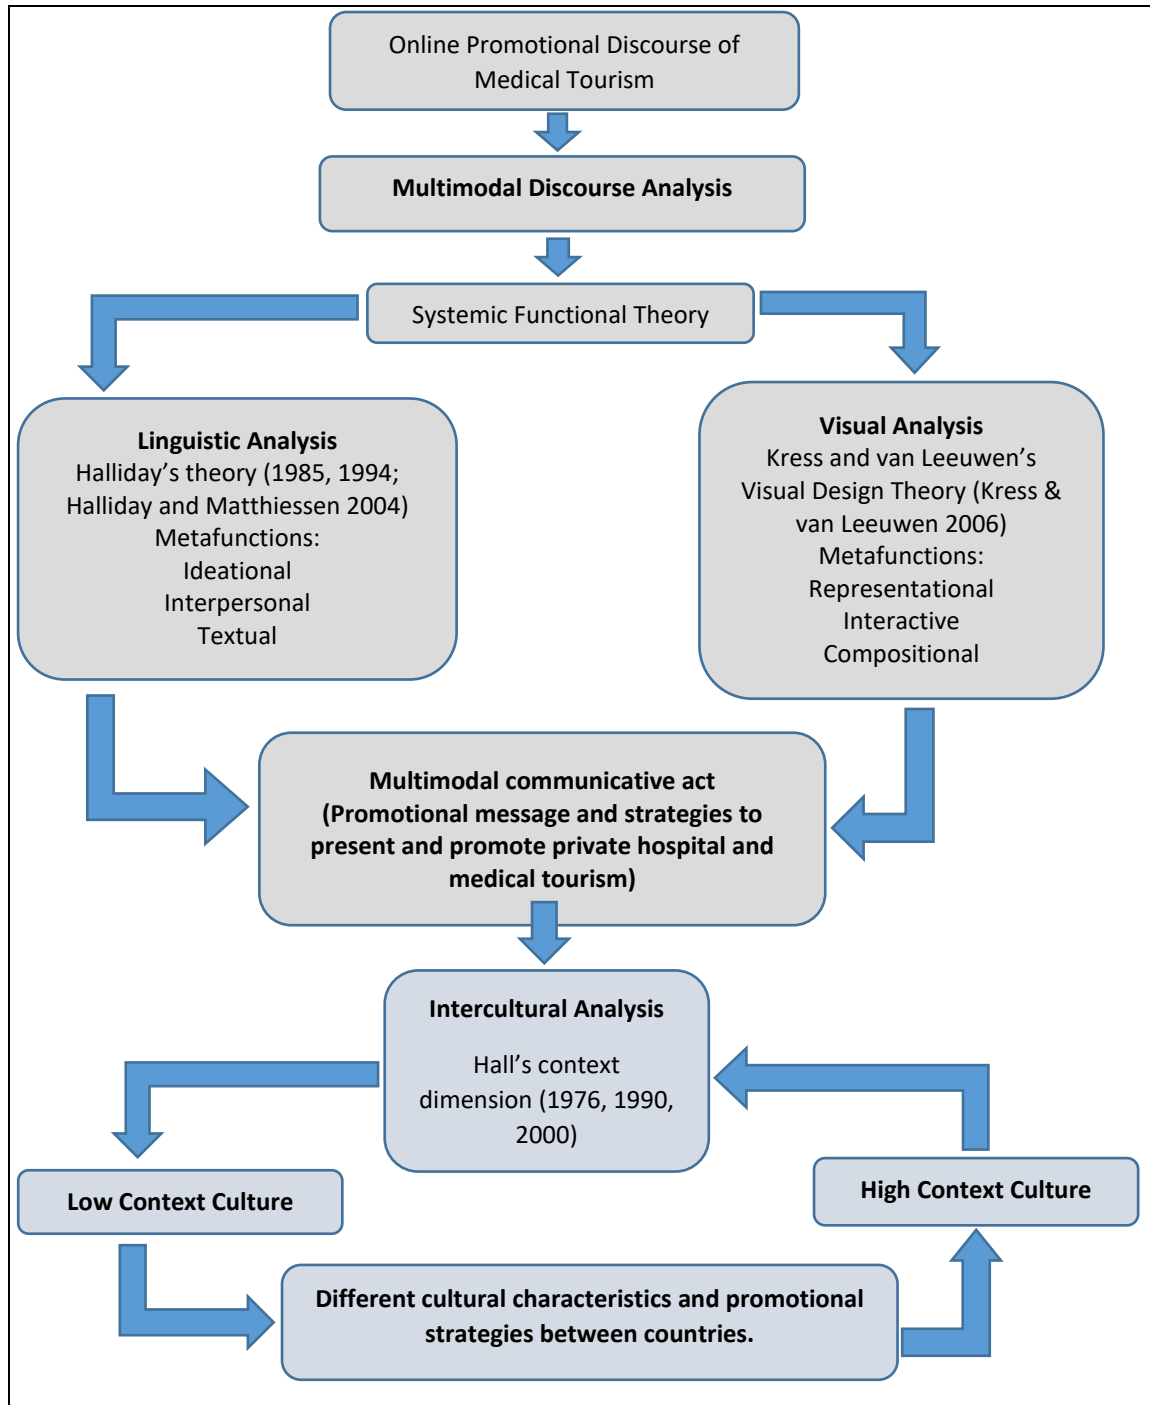 Online Promotional Discourse of
Medical Tourism
Multimodal Discourse Analysis
Systemic Functional Theory
Linguistic Analysis
Halliday’s theory (1985, 1994;
Halliday and Matthiessen 2004)
Metafunctions:
Ideational
Interpersonal
Textual
Visual Analysis
Kress and van Leeuwen’s
Visual Design Theory (Kress &
van Leeuwen 2006)
Metafunctions:
Representational
Interactive
Compositional
Multimodal communicative act
(Promotional message and strategies to
present and promote private hospital and
medical tourism)
Intercultural Analysis
Hall’s context
dimension (1976, 1990,
2000)
Low Context Culture
High Context Culture
Different cultural characteristics and promotional
strategies between countries.